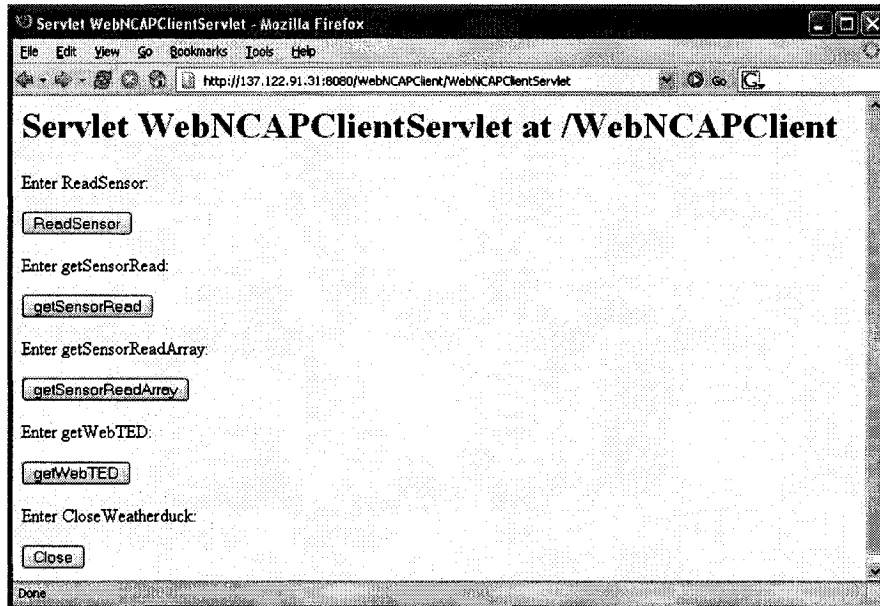 Servlet WebNCAPClientServlet - Mozilla Firefox
File Edit View Go Bookmarks Tools Help
http://137.122.91.31:8080/WebNCAPClient/WebNCAPClientServlet Go G
Servlet WebNCAPClientServlet at /WebNCAPClient
Enter ReadSensor:
ReadSensor
Enter getSensorRead:
getSensorRead
Enter getSensorReadArray:
getSensorReadArray
Enter getWebTED:
getWebTED
Enter CloseWeatherduck:
Close
Done